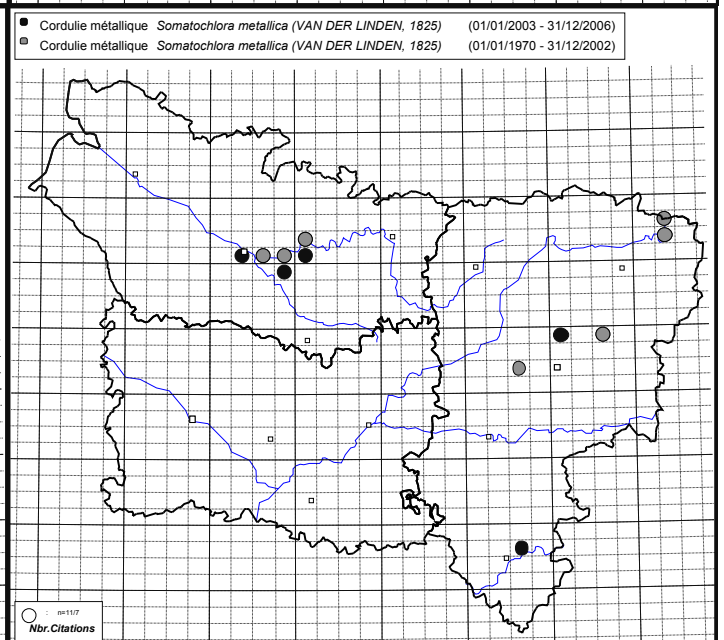 Cordulie métallique Somatochlora metallica (VAN DER LINDEN, 1825) (01/01/2003 - 31/12/2006)
Cordulie métallique Somatochlora metallica (VAN DER LINDEN, 1825) (01/01/1970 - 31/12/2002)
: n=11/7
Nbr.Citations